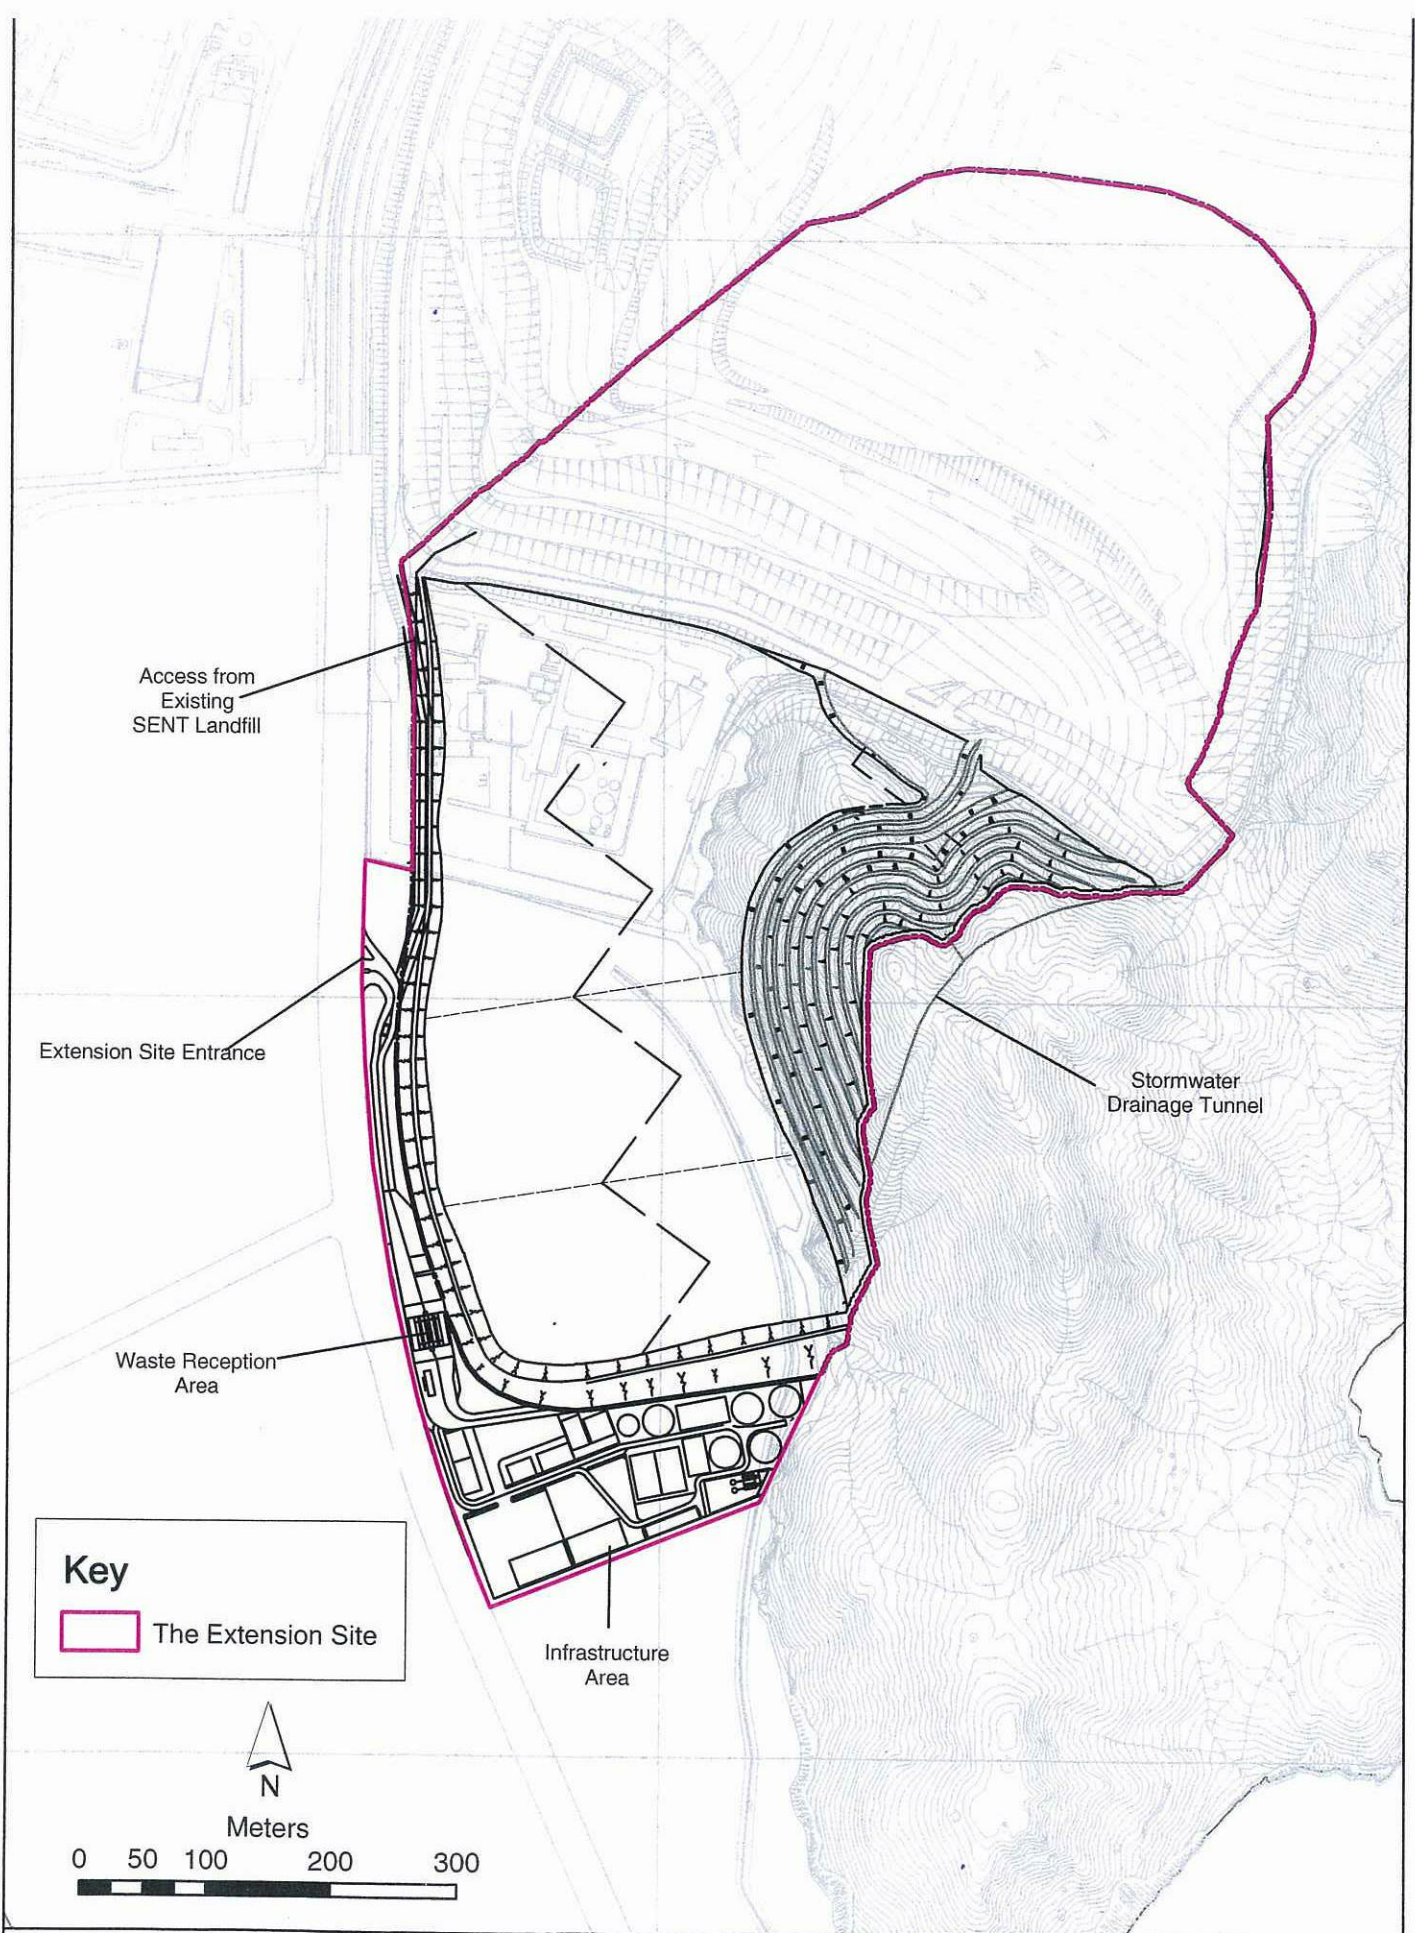 Access from
Existing
SENT Landfill
Extension Site Entrance
Stormwater
Drainage Tunnel
Waste Reception
Area
Infrastructure
Area
Key
The Extension Site
N
Meters
0 50 100 200 300